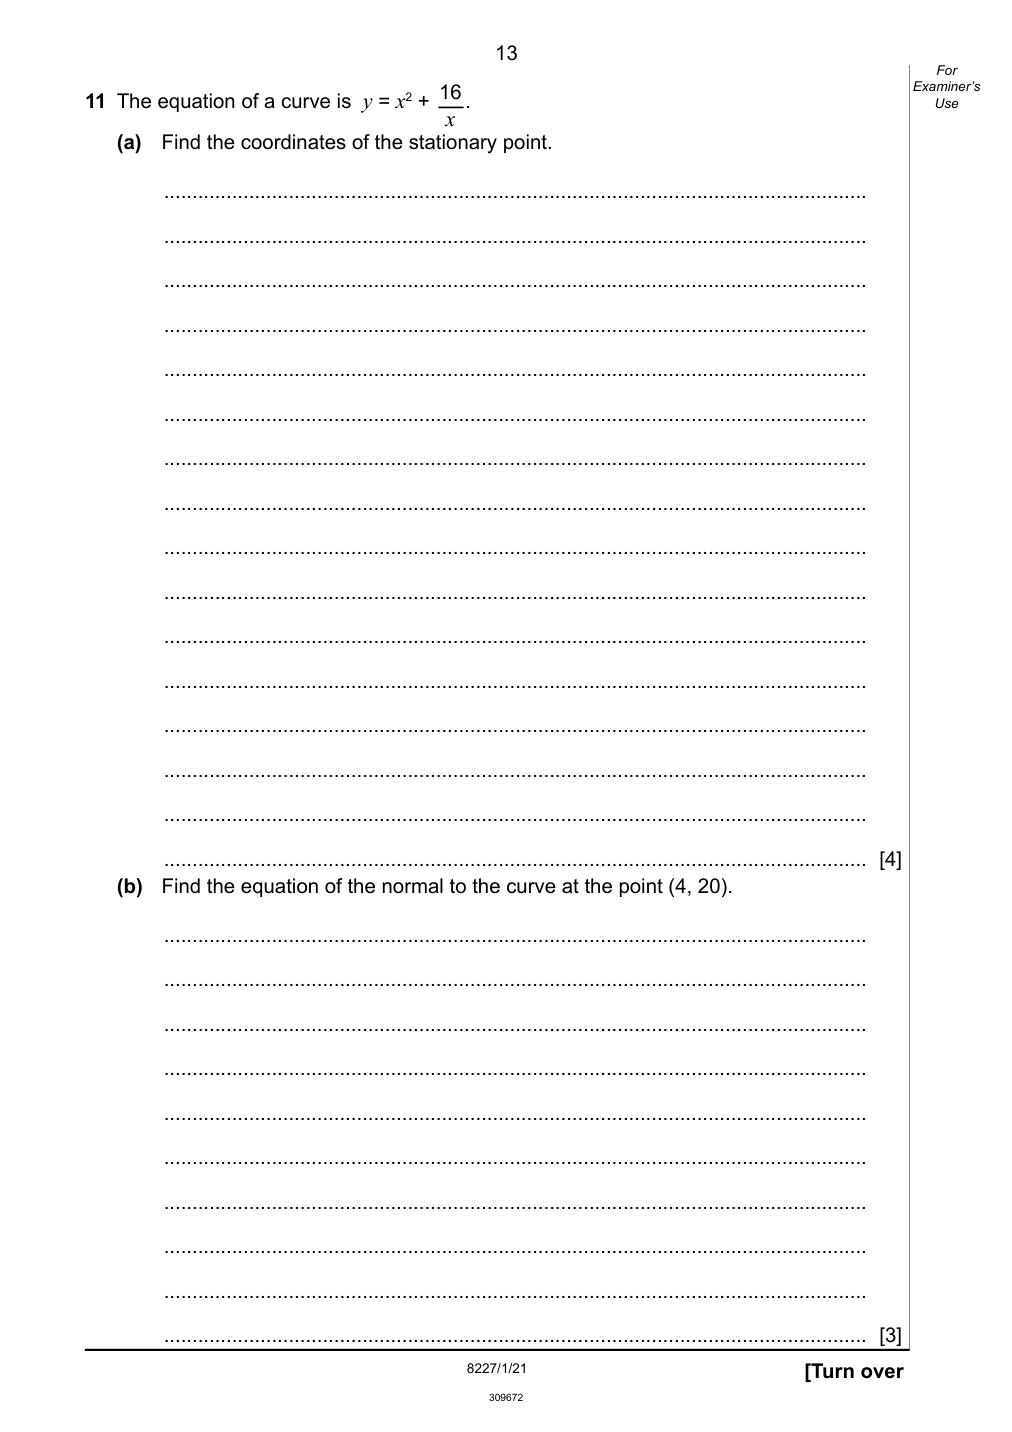 13
For
Examiner's
Use
11 The equation of a curve is y = x² + 16/x.
(a) Find the coordinates of the stationary point.
[4]
(b) Find the equation of the normal to the curve at the point (4, 20).
[3]
8227/1/21
[Turn over
309672